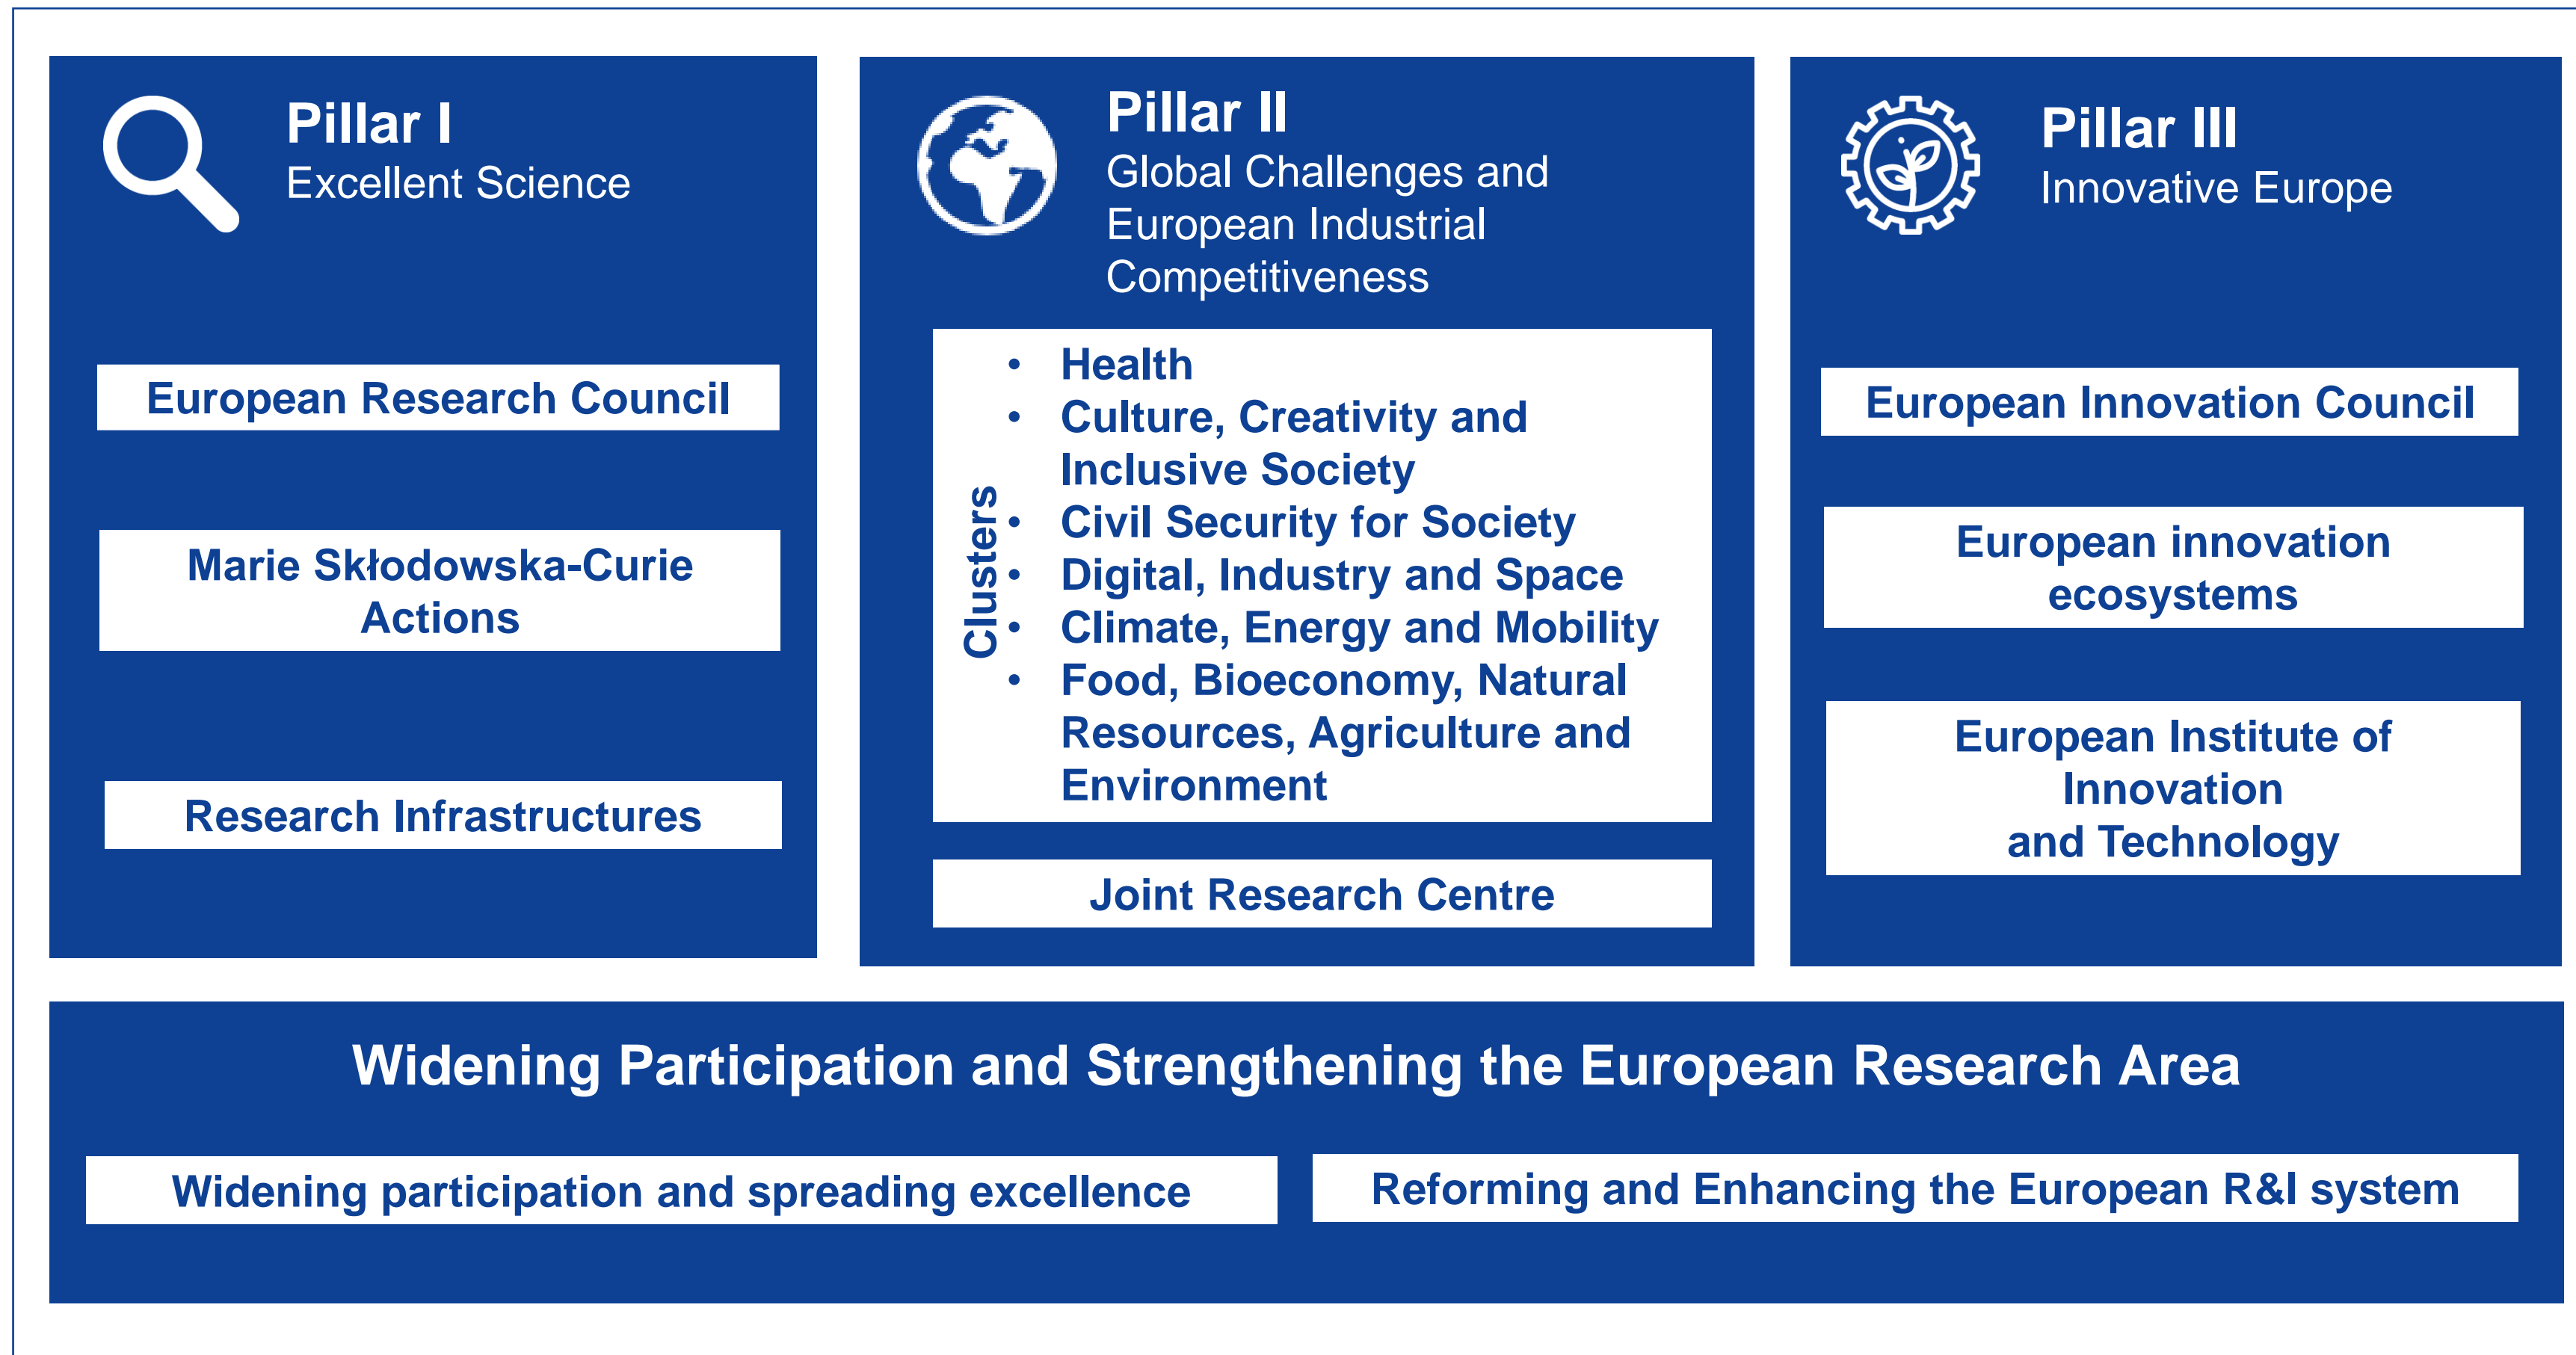 Pillar I
Excellent Science
European Research Council
Marie Skłodowska-Curie
Actions
Research Infrastructures
Pillar II
Global Challenges and
European Industrial
Competitiveness
Clusters
• Health
• Culture, Creativity and
Inclusive Society
• Civil Security for Society
• Digital, Industry and Space
• Climate, Energy and Mobility
• Food, Bioeconomy, Natural
Resources, Agriculture and
Environment
Joint Research Centre
Pillar III
Innovative Europe
European Innovation Council
European innovation
ecosystems
European Institute of
Innovation
and Technology
Widening Participation and Strengthening the European Research Area
Widening participation and spreading excellence
Reforming and Enhancing the European R&I system